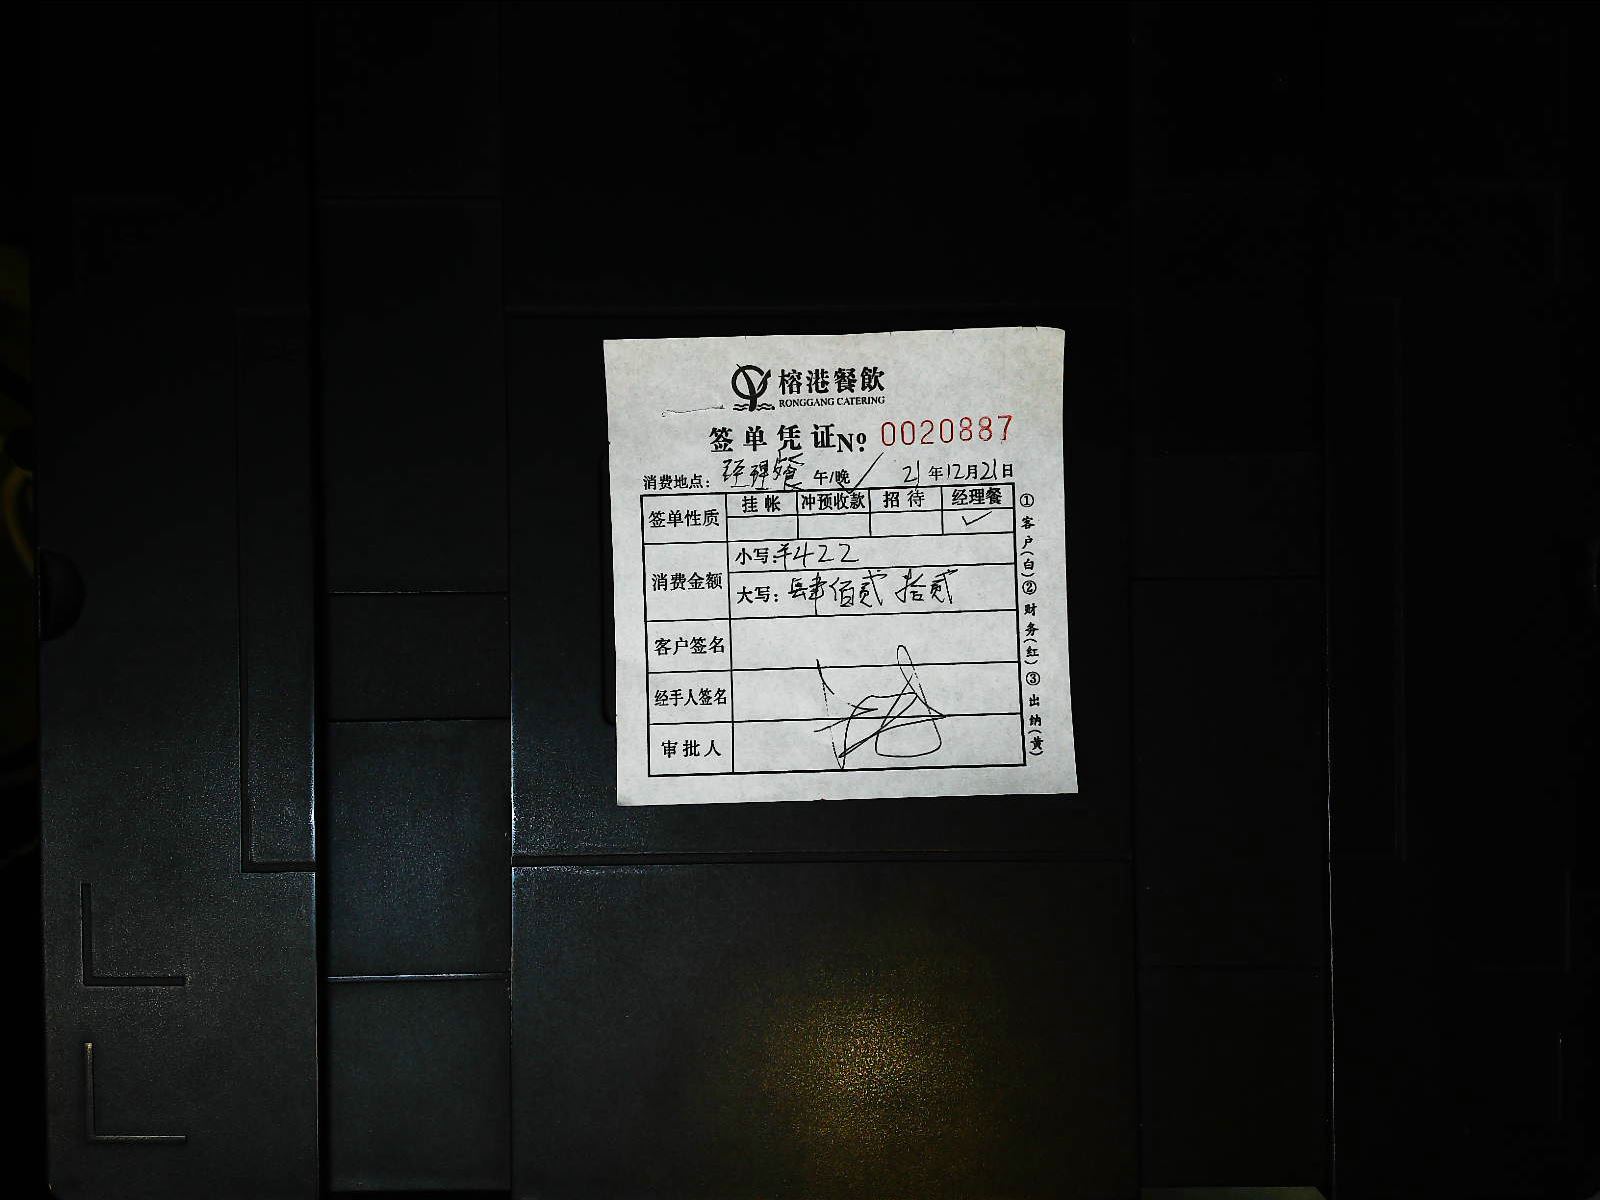 榕港餐飲
RONGGANG CATERING
签单凭证 No: 0020887
消费地点: 经理餐 午/晚 ✓ 21年12月21日
签单性质 挂帐 冲预收款 招待 经理餐
✓
消费金额 小写:¥422
大写: 肆佰贰拾贰
客户签名
经手人签名
审批人
①客户(白)②财务(红)③出纳(黄)